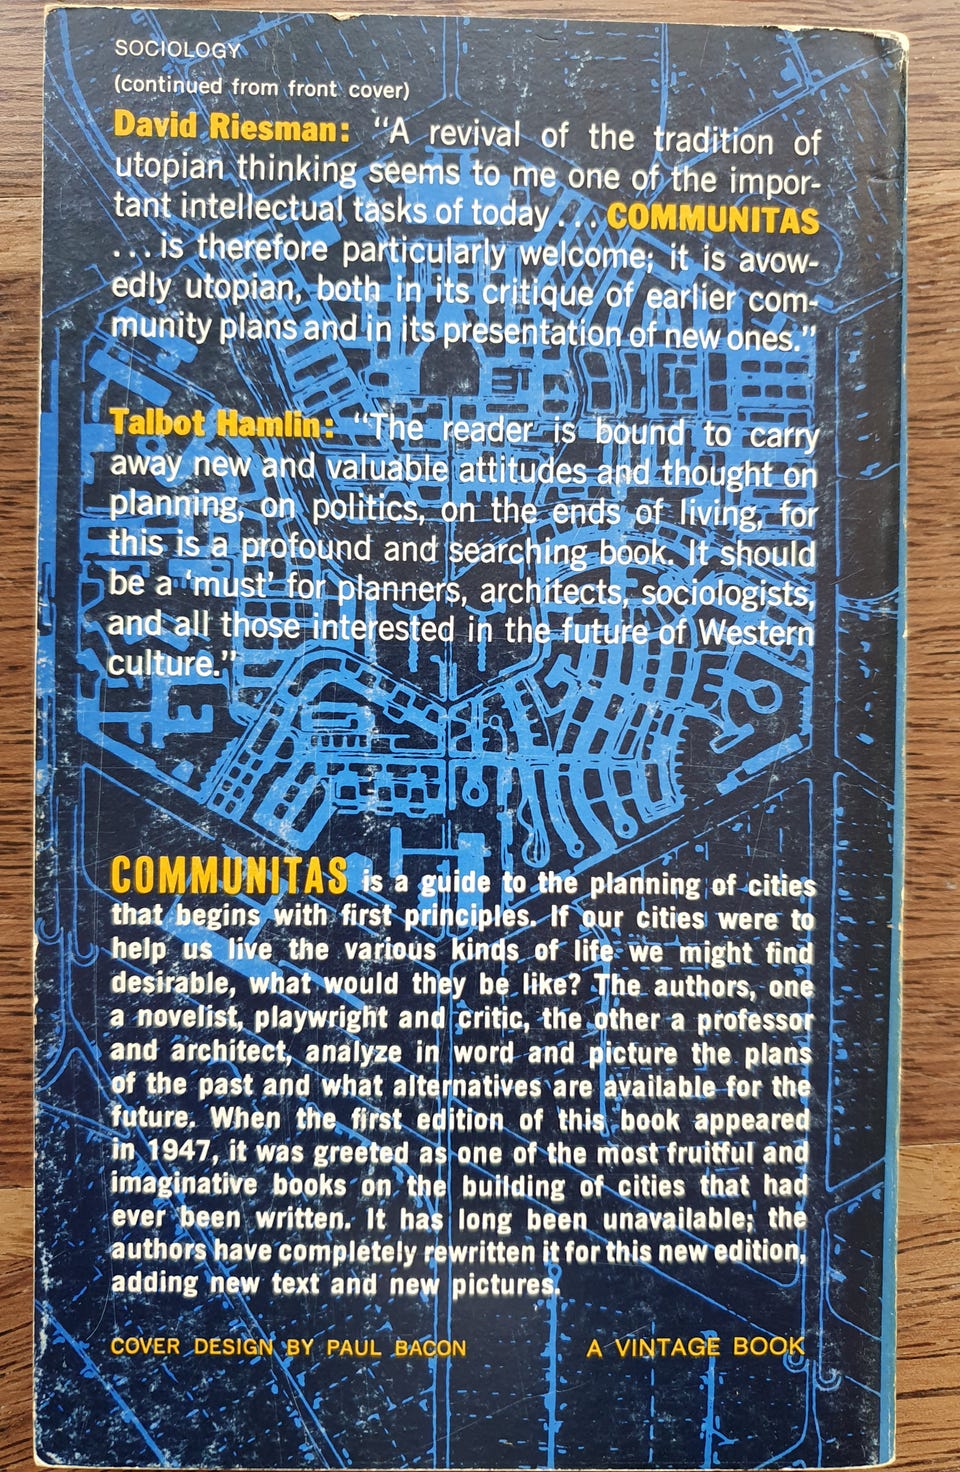 SOCIOLOGY
(continued from front cover)
David Riesman: “A revival of the tradition of
utopian thinking seems to me one of the impor-
tant intellectual tasks of today . . . COMMUNITAS
. . . is therefore particularly welcome; it is avow-
edly utopian, both in its critique of earlier com-
munity plans and in its presentation of new ones.”
Talbot Hamlin: “The reader is bound to carry
away new and valuable attitudes and thought on
planning, on politics, on the ends of living, for
this is a profound and searching book. It should
be a ‘must’ for planners, architects, sociologists,
and all those interested in the future of Western
culture.”
COMMUNITAS is a guide to the planning of cities
that begins with first principles. If our cities were to
help us live the various kinds of life we might find
desirable, what would they be like? The authors, one
a novelist, playwright and critic, the other a professor
and architect, analyze in word and picture the plans
of the past and what alternatives are available for the
future. When the first edition of this book appeared
in 1947, it was greeted as one of the most fruitful and
imaginative books on the building of cities that had
ever been written. It has long been unavailable; the
authors have completely rewritten it for this new edition,
adding new text and new pictures.
COVER DESIGN BY PAUL BACON
A VINTAGE BOOK